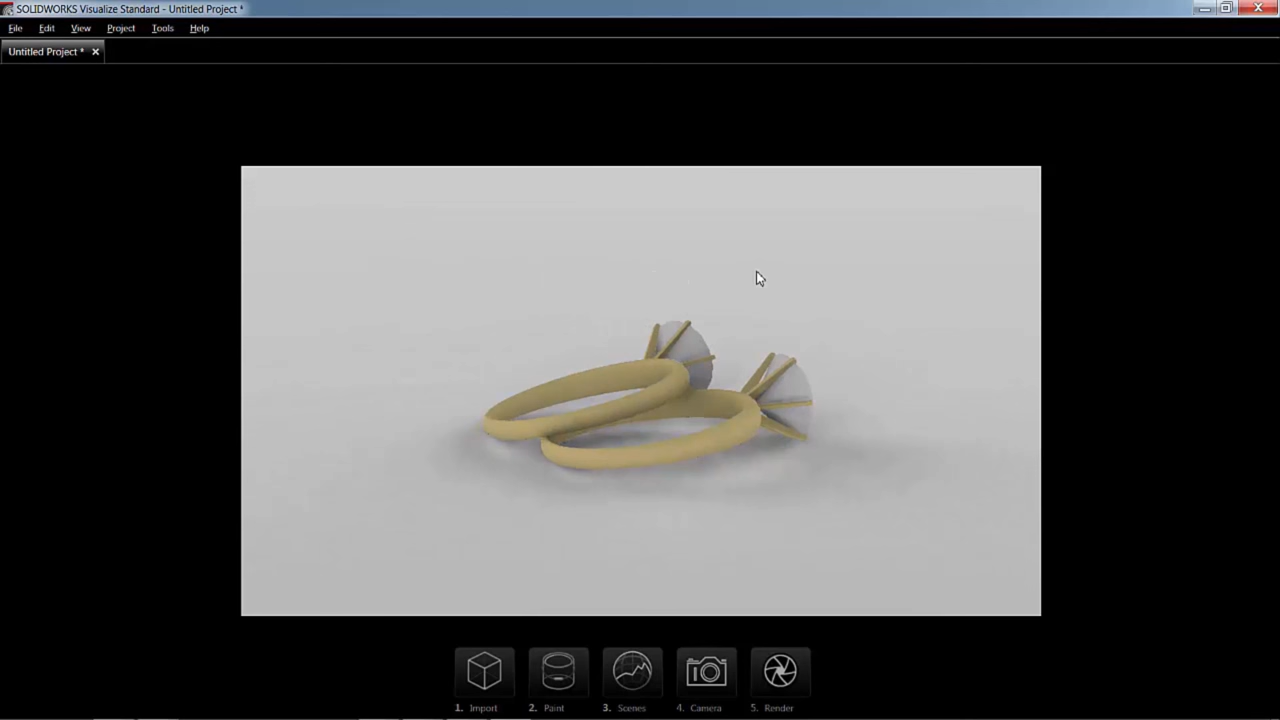 SOLIDWORKS Visualize Standard - Untitled Project *
File Edit View Project Tools Help
Untitled Project *
1. Import 2. Paint 3. Scenes 4. Camera 5. Render